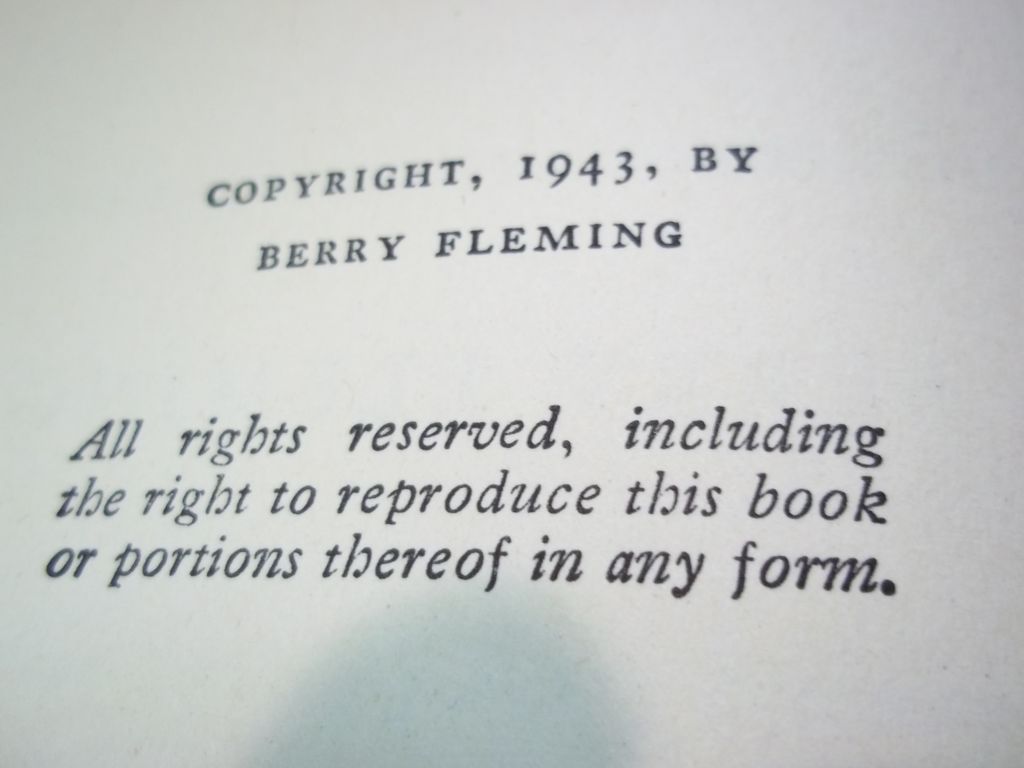 COPYRIGHT, 1943, BY
BERRY FLEMING
All rights reserved, including
the right to reproduce this book
or portions thereof in any form.